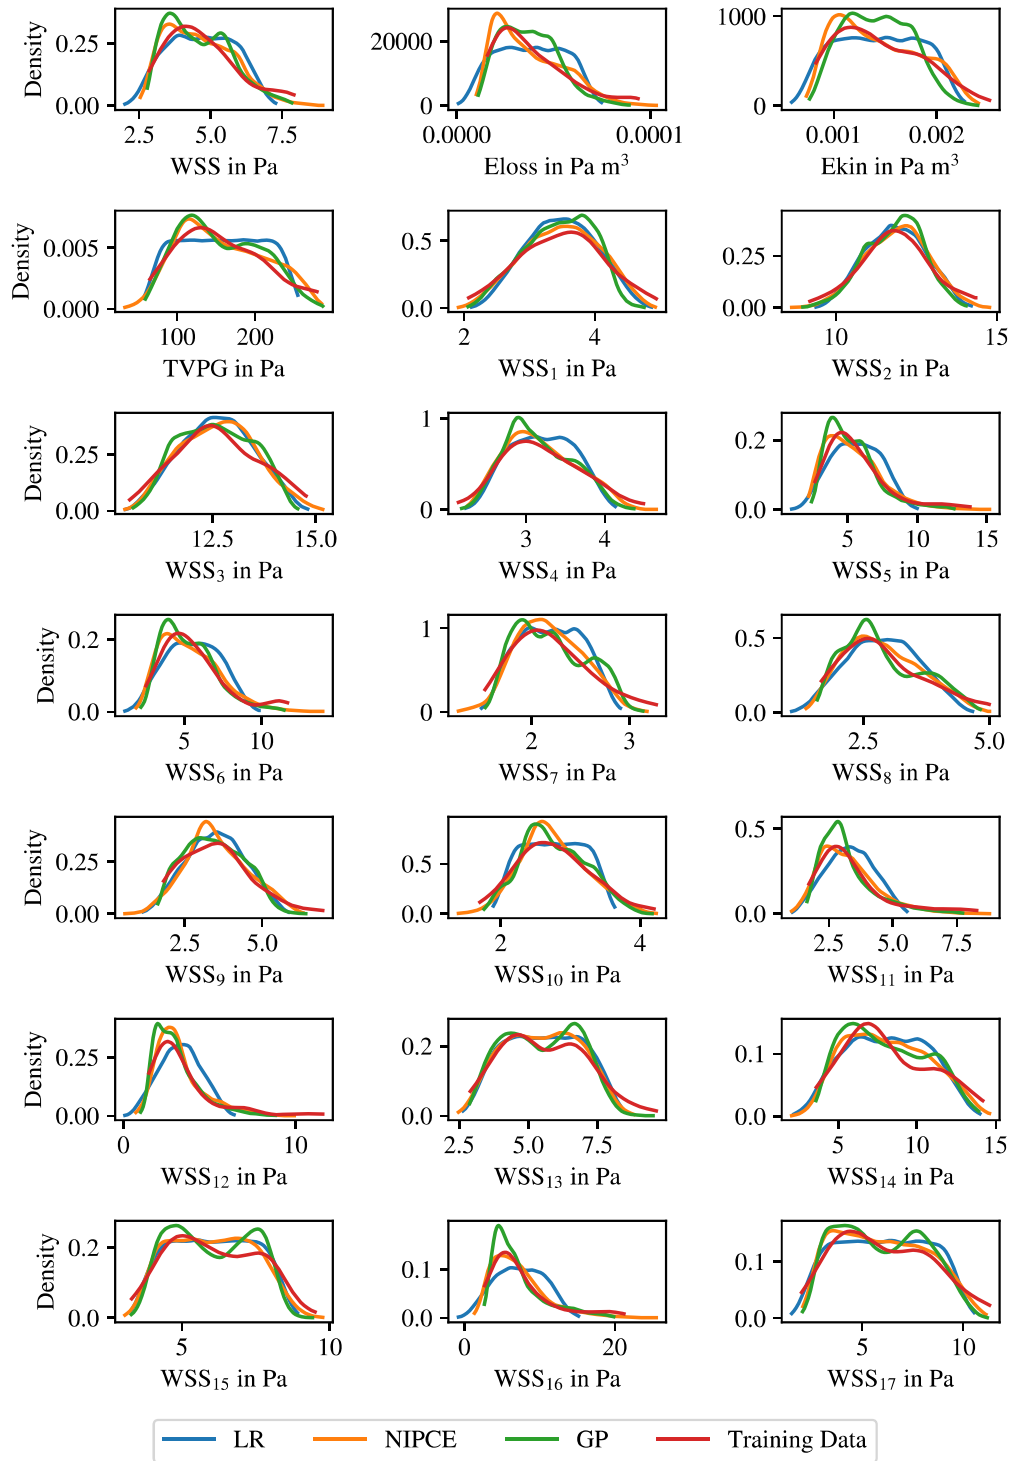 Density
0.25
0.00
2.5 5.0 7.5
WSS in Pa
20000
0
0.0000 0.0001
Eloss in Pa m³
1000
0
0.001 0.002
Ekin in Pa m³
Density
0.005
0.000
100 200
TVPG in Pa
0.5
0.0
2 4
WSS₁ in Pa
0.25
0.00
10 15
WSS₂ in Pa
Density
0.25
0.00
12.5 15.0
WSS₃ in Pa
1
0
3 4
WSS₄ in Pa
0.2
0.0
5 10 15
WSS₅ in Pa
Density
0.2
0.0
5 10
WSS₆ in Pa
1
0
2 3
WSS₇ in Pa
0.5
0.0
2.5 5.0
WSS₈ in Pa
Density
0.25
0.00
2.5 5.0
WSS₉ in Pa
0.5
0.0
2 4
WSS₁₀ in Pa
0.5
0.0
2.5 5.0 7.5
WSS₁₁ in Pa
Density
0.25
0.00
0 10
WSS₁₂ in Pa
0.2
0.0
2.5 5.0 7.5
WSS₁₃ in Pa
0.1
0.0
5 10 15
WSS₁₄ in Pa
Density
0.2
0.0
5 10
WSS₁₅ in Pa
0.1
0.0
0 20
WSS₁₆ in Pa
0.1
0.0
5 10
WSS₁₇ in Pa
LR NIPCE GP Training Data